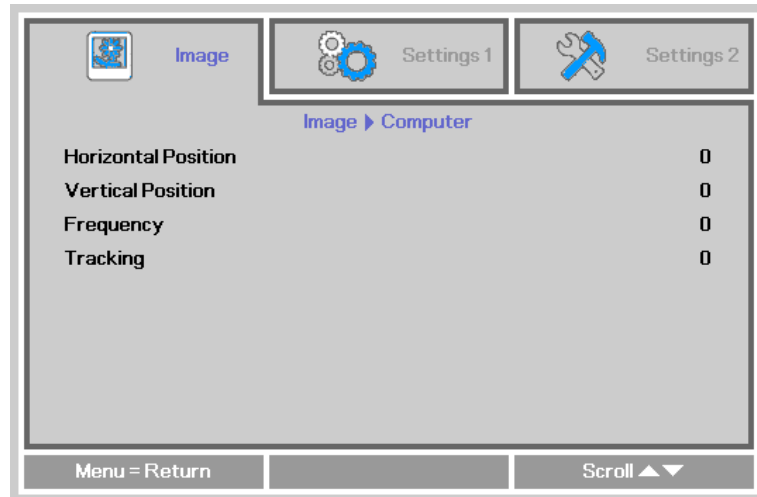 Image
Settings 1
Settings 2
Image ▶ Computer
Horizontal Position 0
Vertical Position 0
Frequency 0
Tracking 0
Menu = Return
Scroll ▲▼